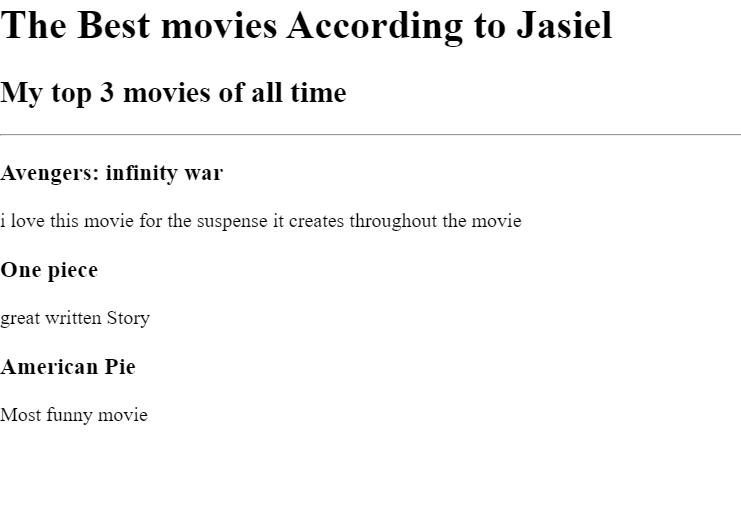 The Best movies According to Jasiel
My top 3 movies of all time
Avengers: infinity war
i love this movie for the suspense it creates throughout the movie
One piece
great written Story
American Pie
Most funny movie